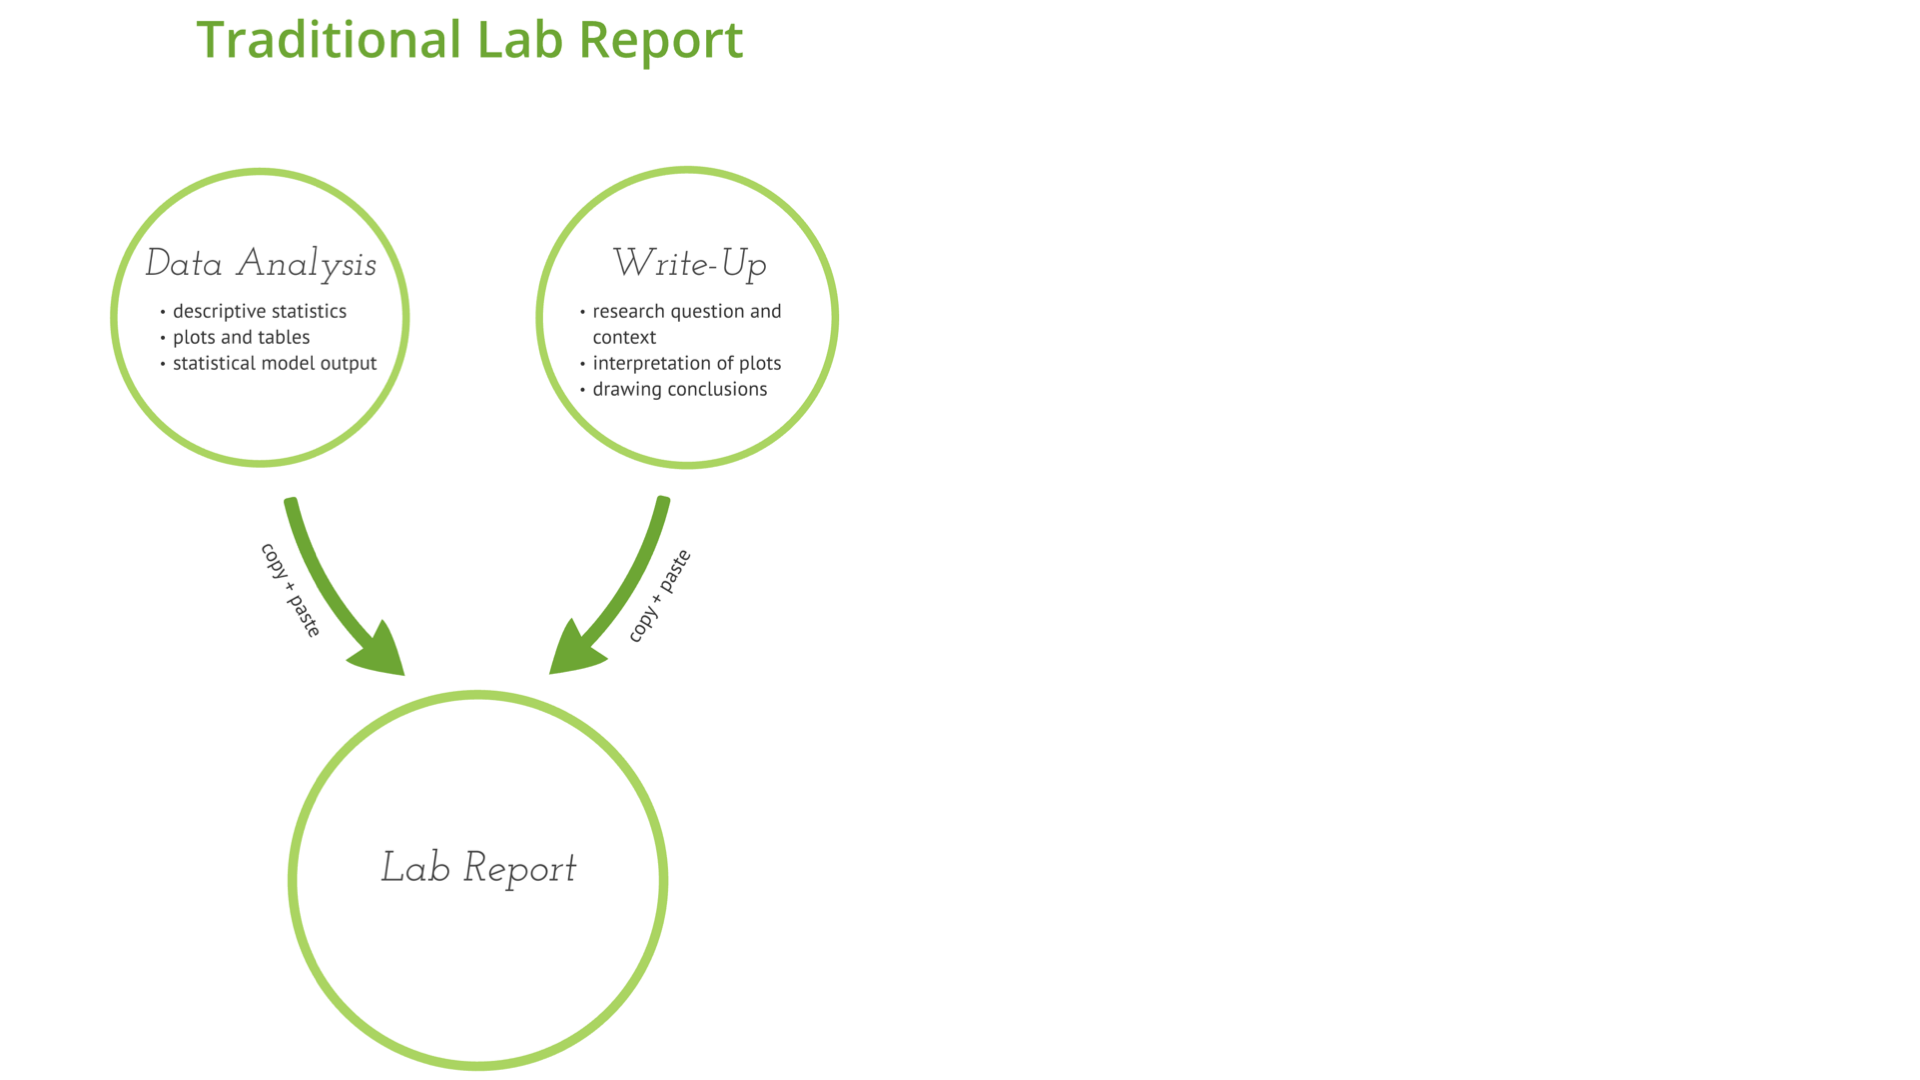 Traditional Lab Report
Data Analysis
• descriptive statistics
• plots and tables
• statistical model output
Write-Up
• research question and
context
• interpretation of plots
• drawing conclusions
copy + paste
copy + paste
Lab Report